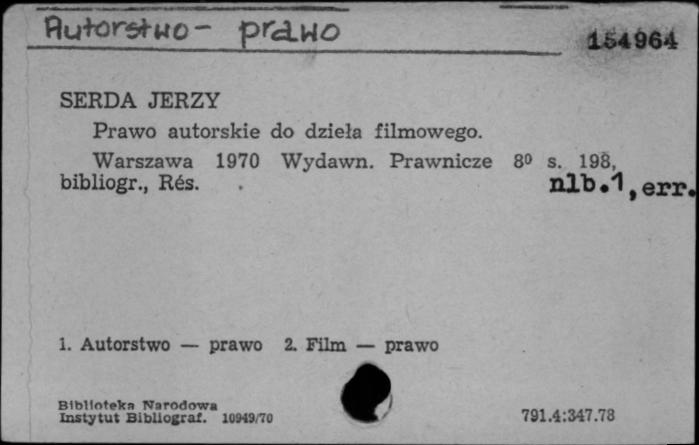 Autorstwo - prawo
154964
SERDA JERZY
Prawo autorskie do dzieła filmowego.
Warszawa 1970 Wydawn. Prawnicze 8⁰ s. 198,
bibliogr., Rés. nlb.1, err.
1. Autorstwo — prawo 2. Film — prawo
Biblioteka Narodowa
Instytut Bibliograf. 10949/70
791.4:347.78